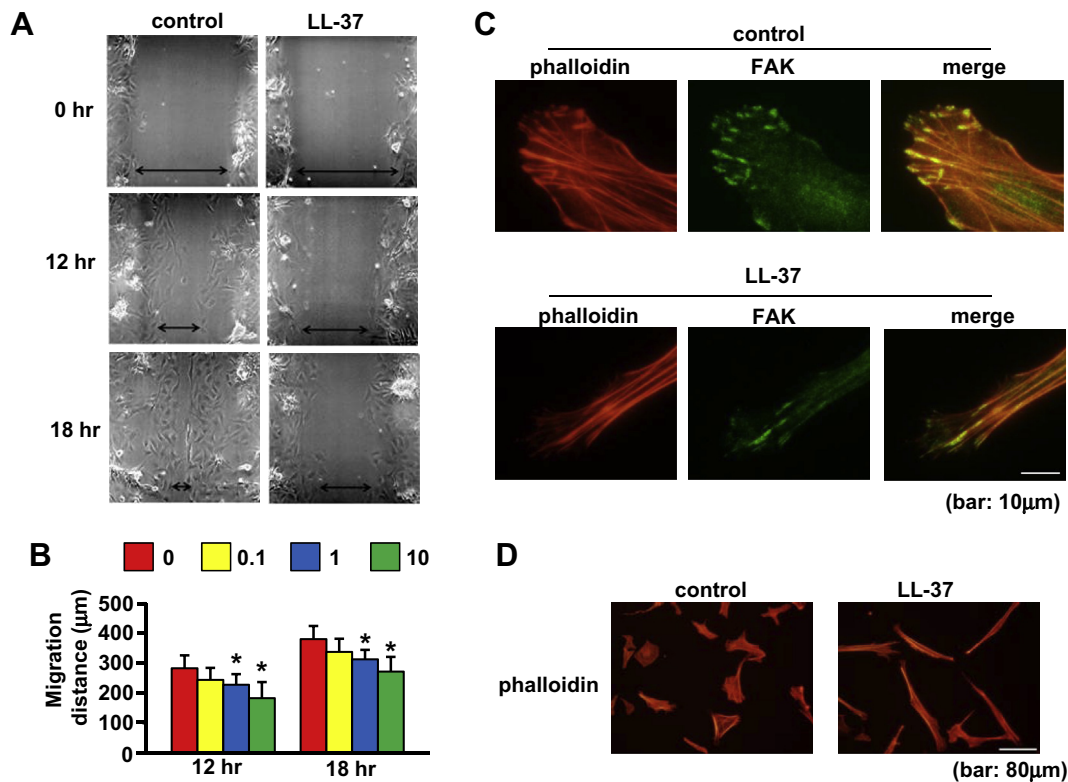 A
control LL-37
0 hr
12 hr
18 hr
B
0 0.1 1 10
Migration
distance (μm)
500
400
300
200
100
0
* *
* *
12 hr 18 hr
C
control
phalloidin FAK merge
LL-37
phalloidin FAK merge
(bar: 10μm)
D
control LL-37
phalloidin
(bar: 80μm)